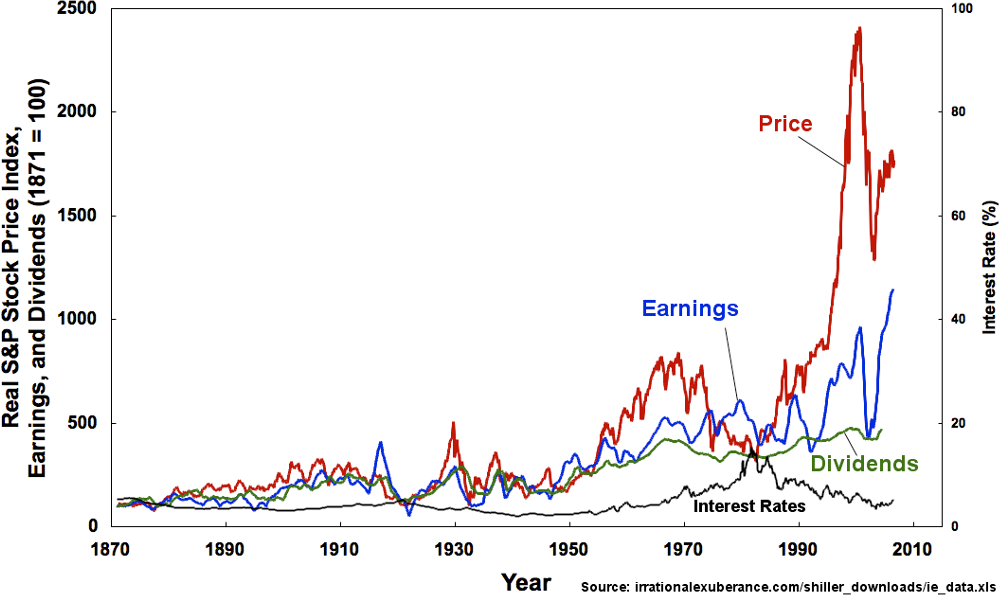 Real S&P Stock Price Index,
Earnings, and Dividends (1871 = 100)
2500
2000
1500
1000
500
0
100
80
60
40
20
0
Interest Rate (%)
Price
Earnings
Dividends
Interest Rates
1870
1890
1910
1930
1950
1970
1990
2010
Year
Source: irrationalexuberance.com/shiller_downloads/ie_data.xls